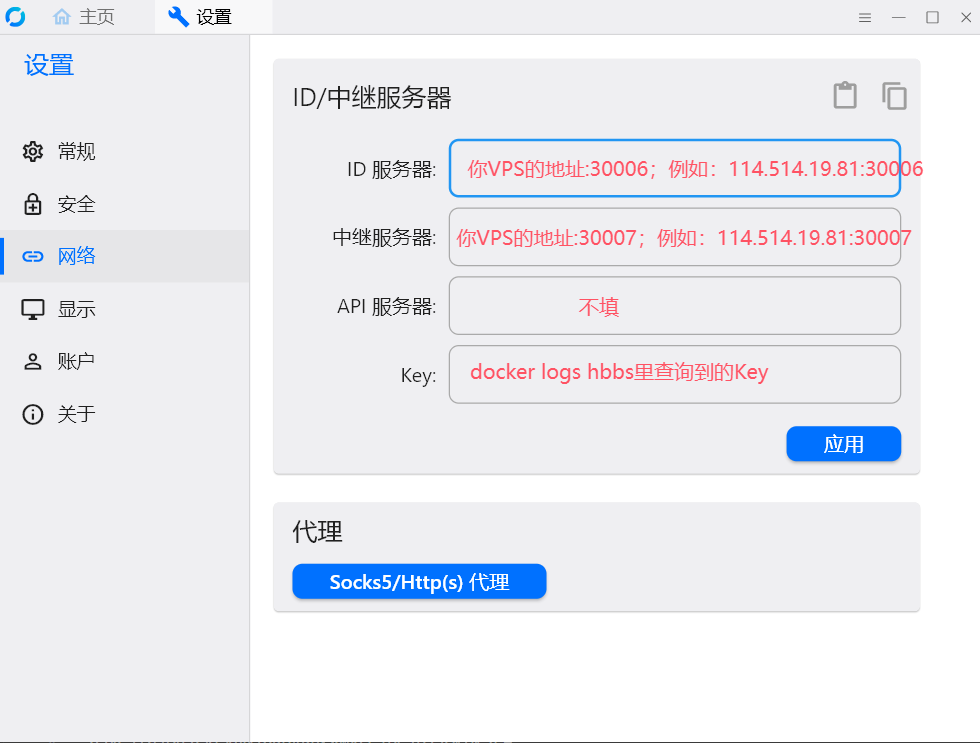 主页
设置
设置
常规
安全
网络
显示
账户
关于
ID/中继服务器
ID 服务器: 你VPS的地址:30006；例如：114.514.19.81:30006
中继服务器: 你VPS的地址:30007；例如：114.514.19.81:30007
API 服务器: 不填
Key: docker logs hbbs里查询到的Key
应用
代理
Socks5/Http(s) 代理